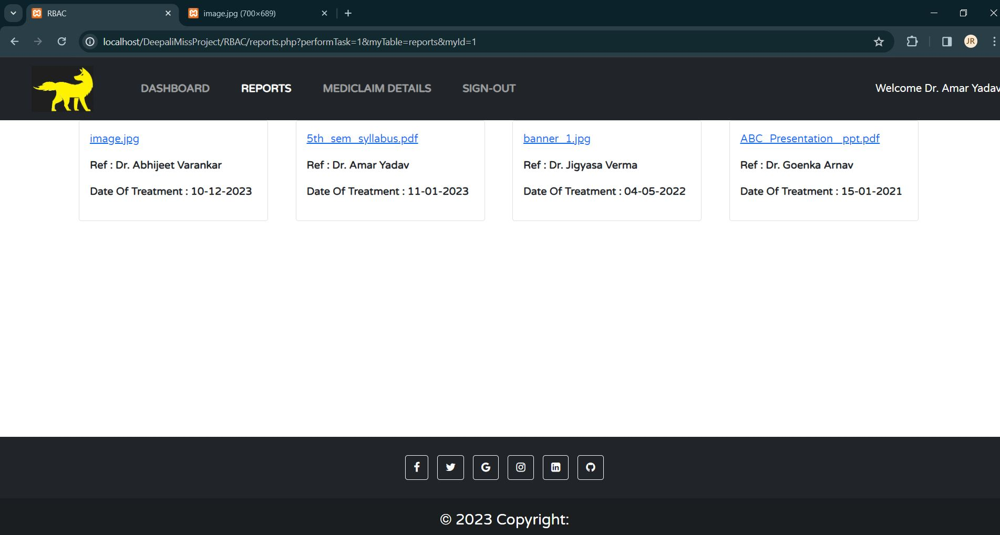 RBAC
image.jpg (700×689)
localhost/DeepaliMissProject/RBAC/reports.php?performTask=1&myTable=reports&myId=1
JR
DASHBOARD REPORTS MEDICLAIM DETAILS SIGN-OUT Welcome Dr. Amar Yadav
image.jpg
Ref : Dr. Abhijeet Varankar
Date Of Treatment : 10-12-2023
5th_sem_syllabus.pdf
Ref : Dr. Amar Yadav
Date Of Treatment : 11-01-2023
banner_1.jpg
Ref : Dr. Jigyasa Verma
Date Of Treatment : 04-05-2022
ABC_Presentation__ppt.pdf
Ref : Dr. Goenka Arnav
Date Of Treatment : 15-01-2021
© 2023 Copyright: